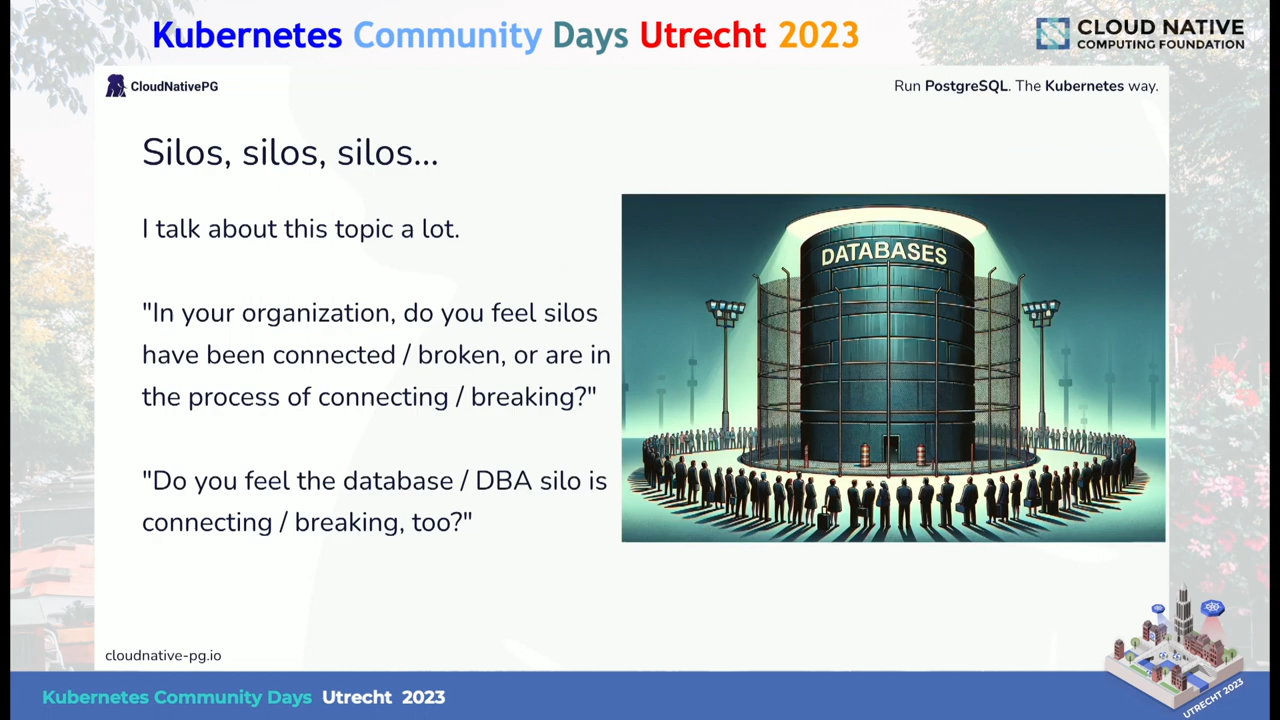 Kubernetes Community Days Utrecht 2023
CLOUD NATIVE
COMPUTING FOUNDATION
CloudNativePG
Run PostgreSQL. The Kubernetes way.
Silos, silos, silos...
I talk about this topic a lot.
"In your organization, do you feel silos
have been connected / broken, or are in
the process of connecting / breaking?"
"Do you feel the database / DBA silo is
connecting / breaking, too?"
DATABASES
cloudnative-pg.io
Kubernetes Community Days Utrecht 2023
UTRECHT 2023